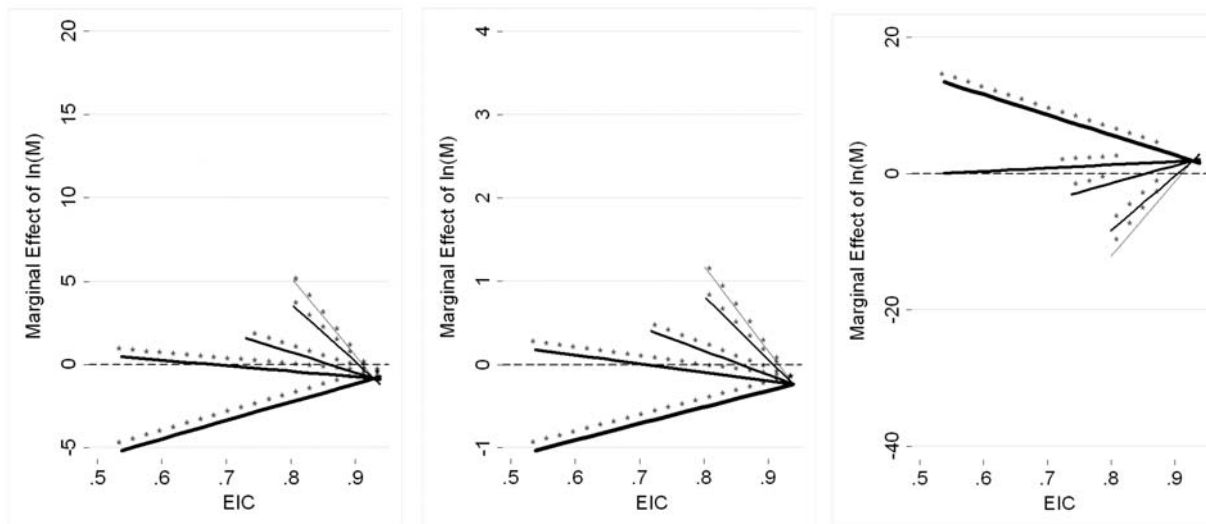 Marginal Effect of ln(M)
20
15
10
5
0
-5
.5 .6 .7 .8 .9
EIC
Marginal Effect of ln(M)
4
3
2
1
0
-1
.5 .6 .7 .8 .9
EIC
Marginal Effect of ln(M)
20
0
-20
-40
.5 .6 .7 .8 .9
EIC